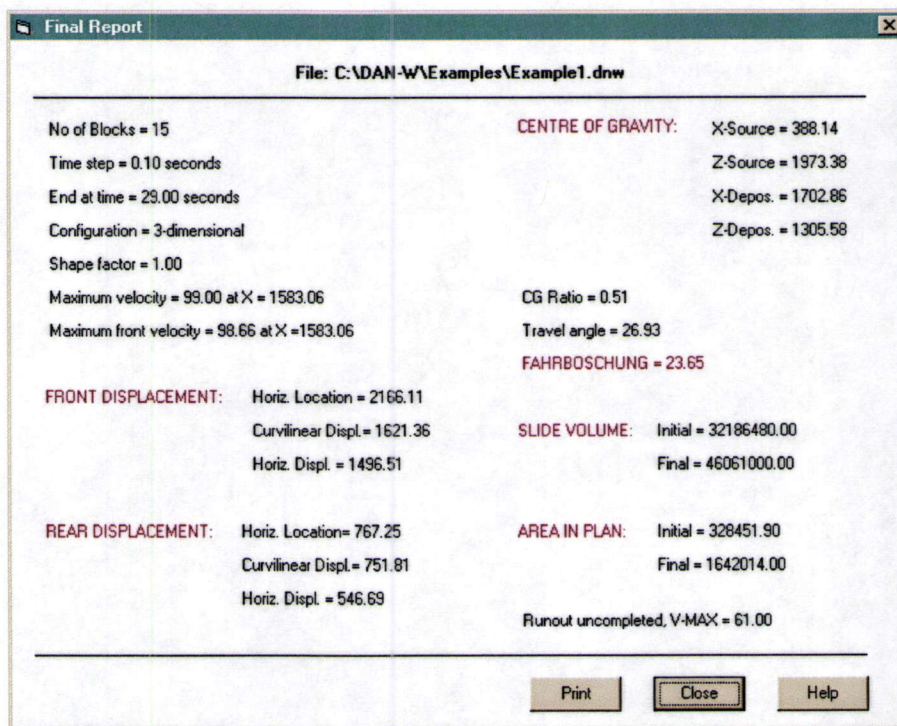 Final Report
File: C:\DAN-W\Examples\Example1.dnw
No of Blocks = 15
Time step = 0.10 seconds
End at time = 29.00 seconds
Configuration = 3-dimensional
Shape factor = 1.00
Maximum velocity = 99.00 at X = 1583.06
Maximum front velocity = 98.66 at X =1583.06
FRONT DISPLACEMENT: Horiz. Location = 2166.11
Curvilinear Displ.= 1621.36
Horiz. Displ. = 1496.51
REAR DISPLACEMENT: Horiz. Location= 767.25
Curvilinear Displ.= 751.81
Horiz. Displ. = 546.69
CENTRE OF GRAVITY: X-Source = 388.14
Z-Source = 1973.38
X-Depos. = 1702.86
Z-Depos. = 1305.58
CG Ratio = 0.51
Travel angle = 26.93
FAHRBOSCHUNG = 23.65
SLIDE VOLUME: Initial = 32186480.00
Final = 46061000.00
AREA IN PLAN: Initial = 328451.90
Final = 1642014.00
Runout uncompleted, V-MAX = 61.00
Print
Close
Help